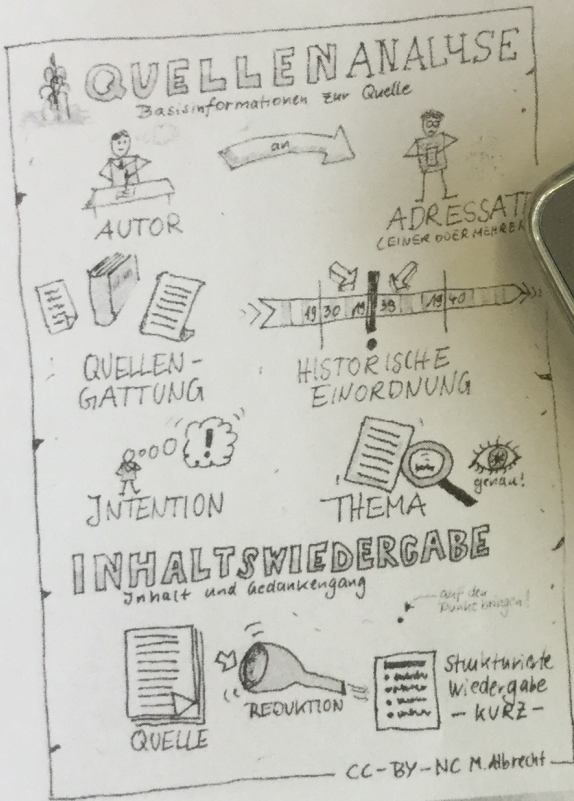 QUELLENANALYSE
Basisinformationen zur Quelle
an
AUTOR
ADRESSAT
(EINER ODER MEHRERE
QUELLEN-
GATTUNG
19 30 19 39 19 40
!
HISTORISCHE
EINORDNUNG
!
INTENTION
THEMA
genau!
INHALTSWIEDERGABE
Inhalt und Gedankengang
auf den
Punkt bringen!
QUELLE
REDUKTION
Strukturierte
Wiedergabe
- KURZ -
CC-BY-NC M. Albrecht